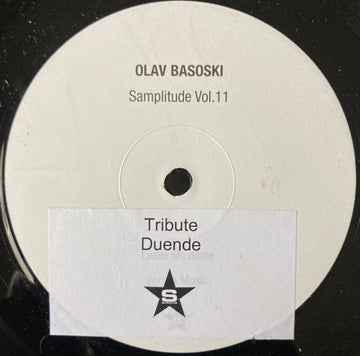 OLAV BASOSKI
Samplitude Vol.11
Tribute
Duende
S